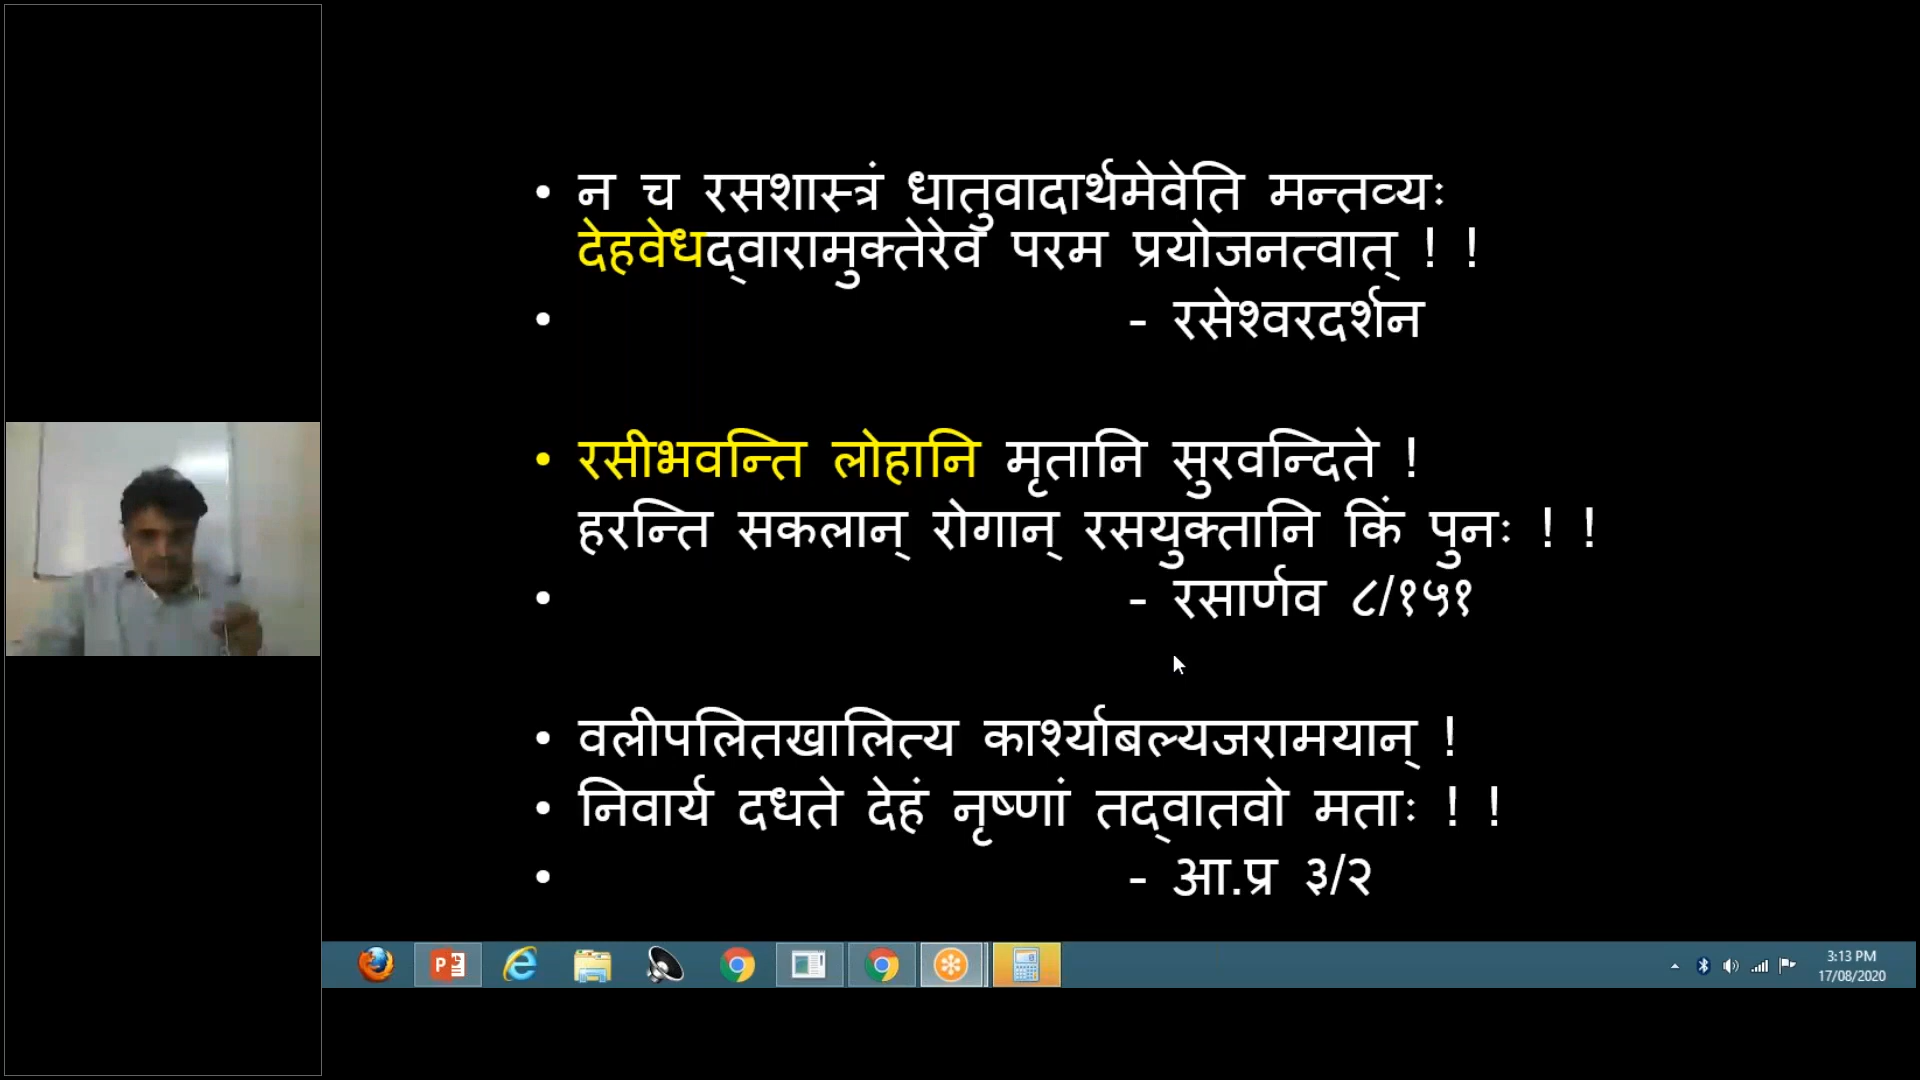 • न च रसशास्त्रं धातुवादार्थमेवेति मन्तव्यः
देहवेधद्वारामुक्तेरेव परम प्रयोजनत्वात् ! !
• - रसेश्वरदर्शन
• रसीभवन्ति लोहानि मृतानि सुरवन्दिते !
हरन्ति सकलान् रोगान् रसयुक्तानि किं पुनः ! !
• - रसार्णव ८/१५१
• वलीपलितखालित्य कार्श्याबल्यजरामयान् !
• निवार्य दधते देहं नृष्णां तद्वातवो मताः ! !
• - आ.प्र ३/२
3:13 PM
17/08/2020